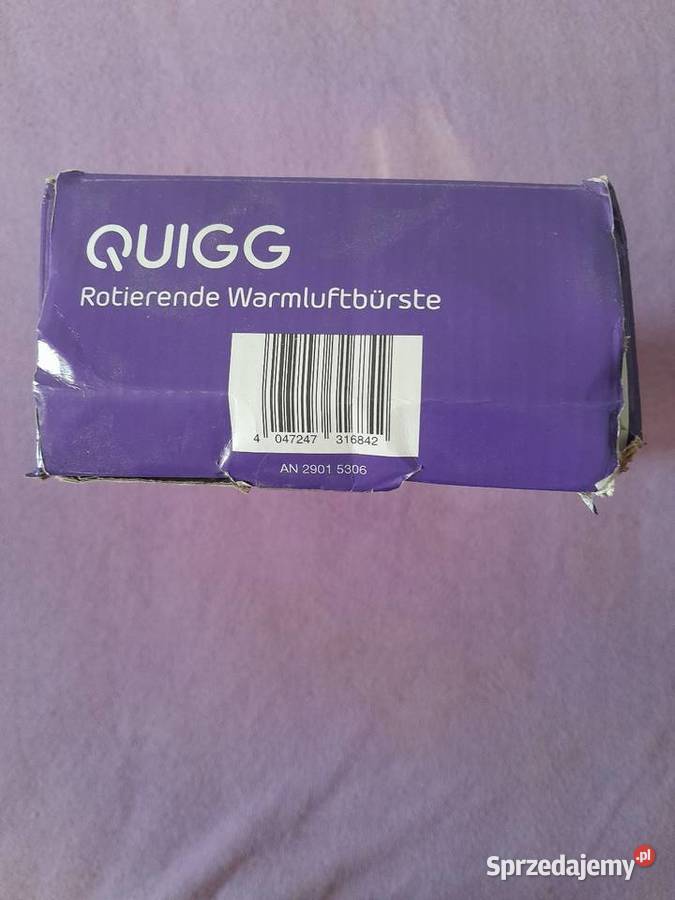 QUIGG
Rotierende Warmluftbürste
4 047247 316842
AN 2901 5306
Sprzedajemy.pl